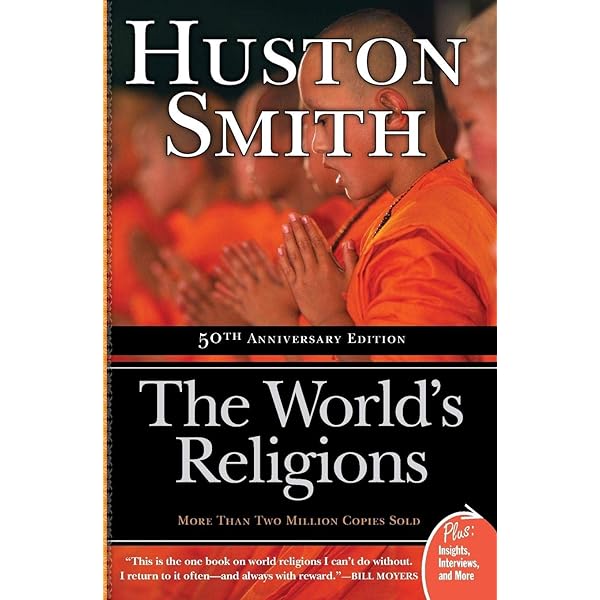 HUSTON
SMITH
50TH ANNIVERSARY EDITION
The World's
Religions
MORE THAN TWO MILLION COPIES SOLD
Plus:
Insights,
Interviews,
and More
“This is the one book on world religions I can't do without.
I return to it often—and always with reward.”—BILL MOYERS